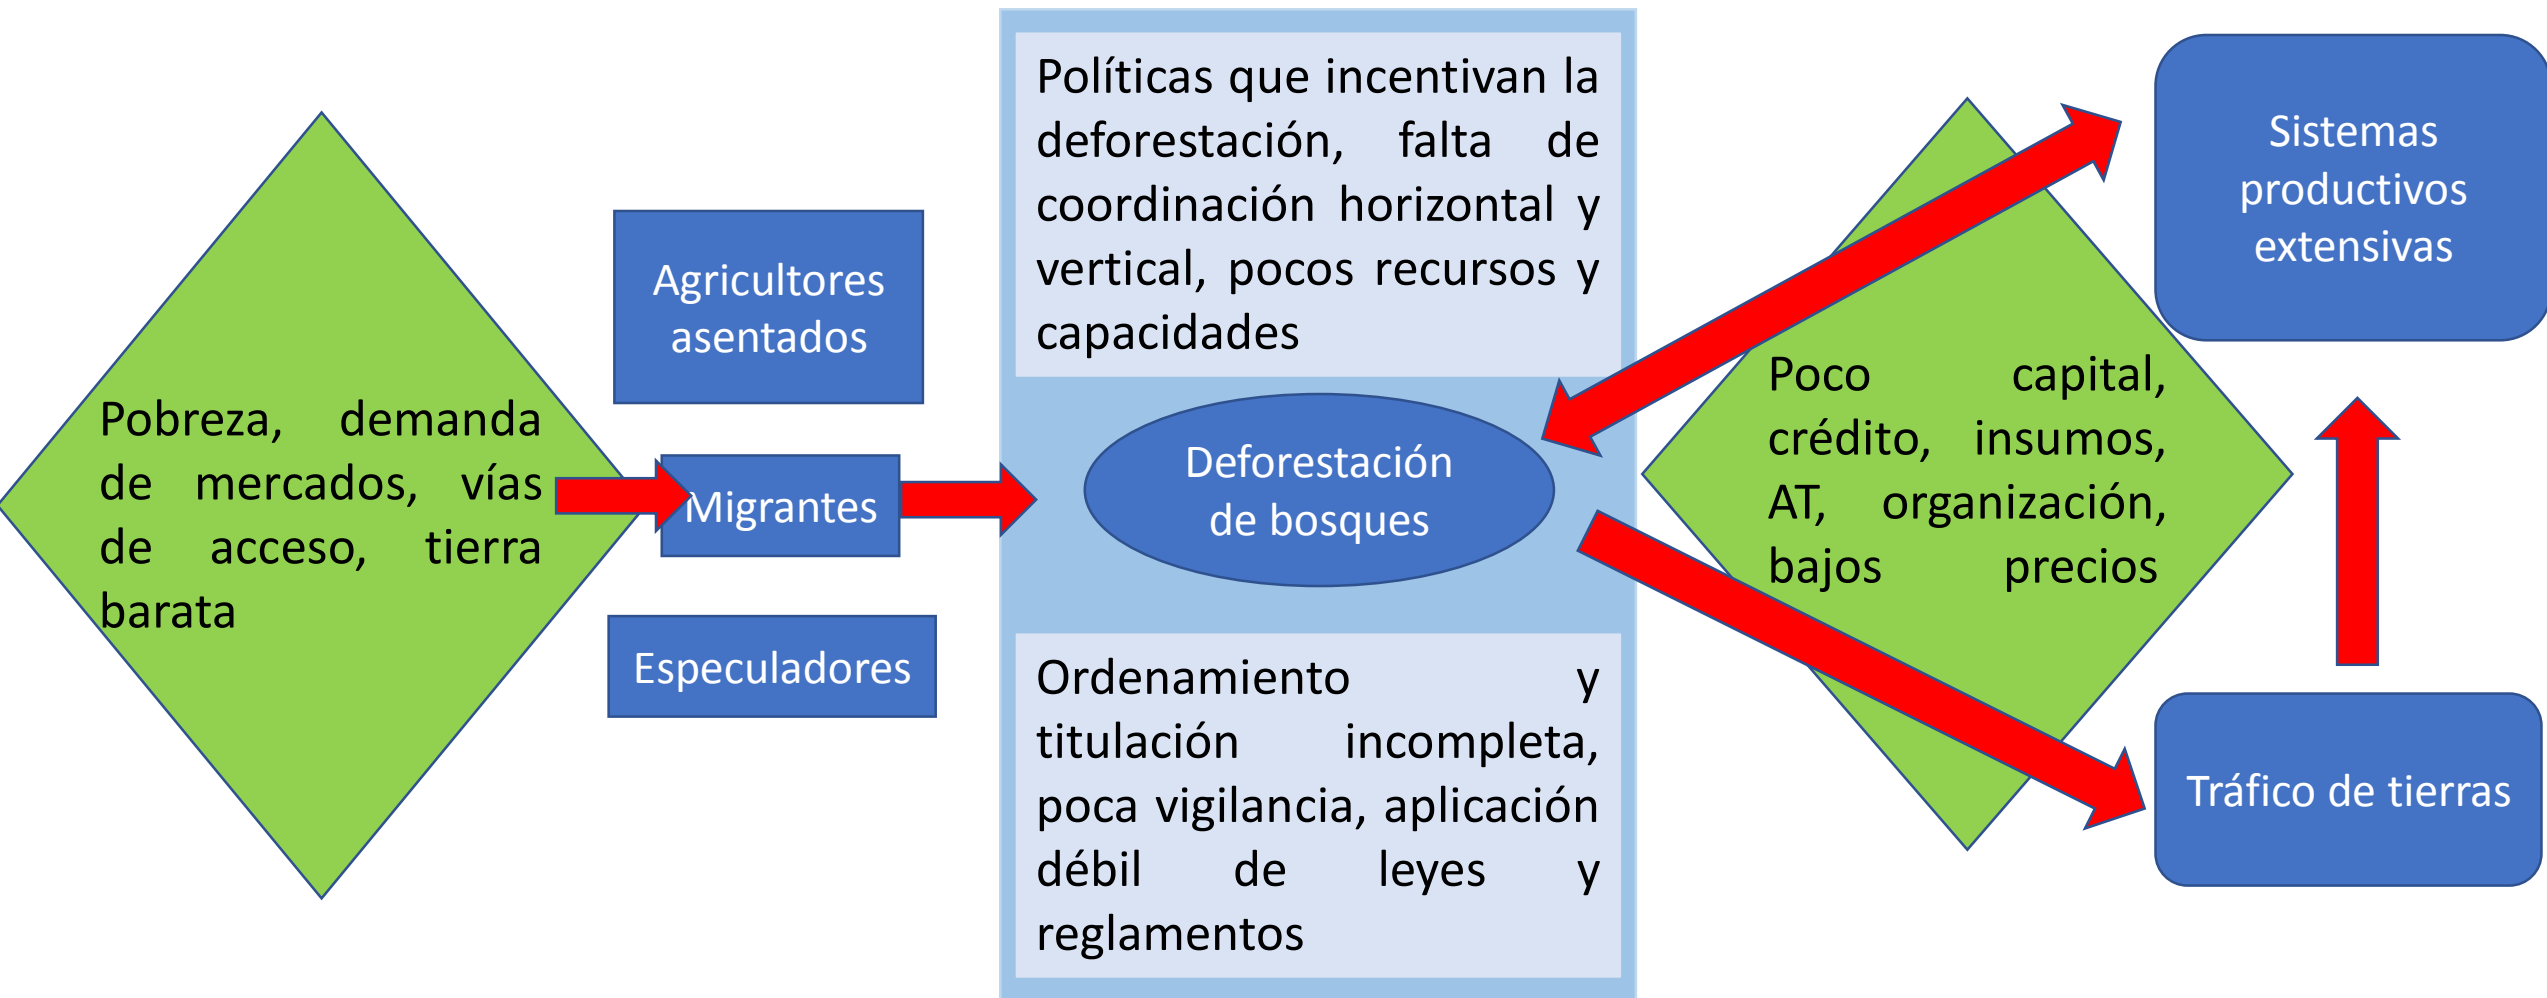 Pobreza, demanda
de mercados, vías
de acceso, tierra
barata
Agricultores
asentados
Migrantes
Especuladores
Políticas que incentivan la
deforestación, falta de
coordinación horizontal y
vertical, pocos recursos y
capacidades
Deforestación
de bosques
Ordenamiento y
titulación incompleta,
poca vigilancia, aplicación
débil de leyes y
reglamentos
Poco capital,
crédito, insumos,
AT, organización,
bajos precios
Sistemas
productivos
extensivas
Tráfico de tierras